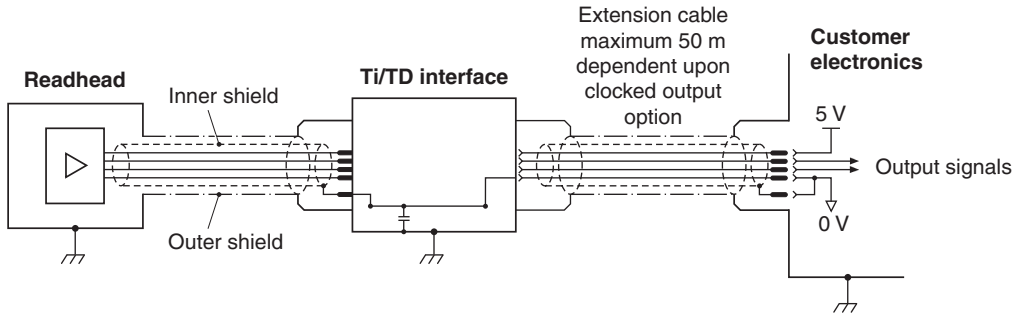 Readhead
Inner shield
Outer shield
Ti/TD interface
Extension cable
maximum 50 m
dependent upon
clocked output
option
Customer
electronics
5 V
Output signals
0 V